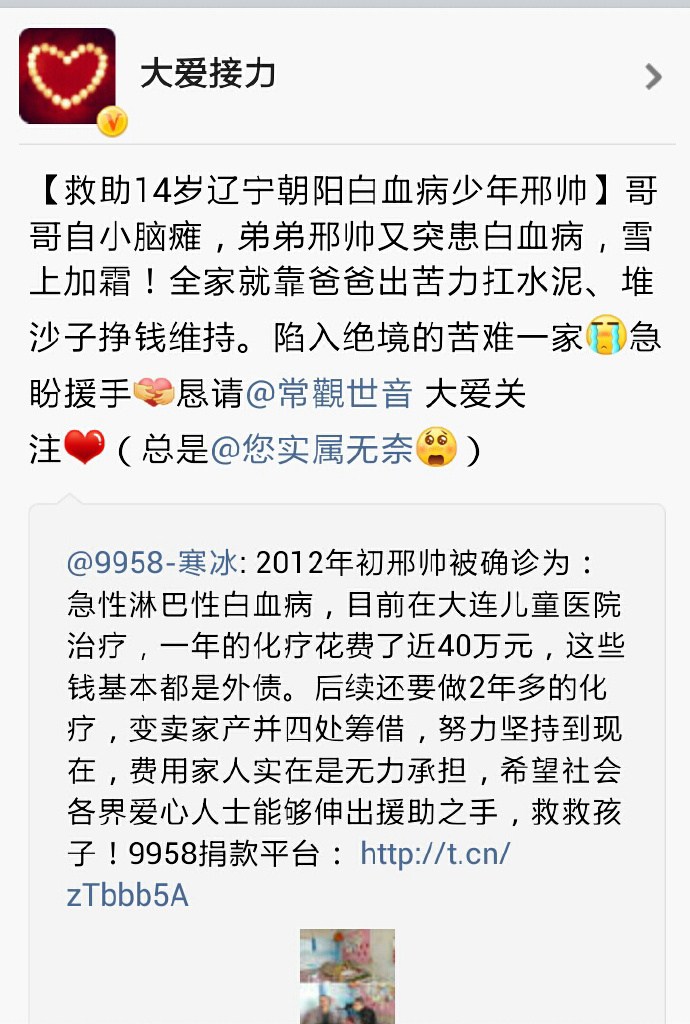 大爱接力
【救助14岁辽宁朝阳白血病少年邢帅】哥
哥自小脑瘫，弟弟邢帅又突患白血病，雪
上加霜！全家就靠爸爸出苦力扛水泥、堆
沙子挣钱维持。陷入绝境的苦难一家😭急
盼援手🤝恳请@常觀世音 大爱关
注❤（总是@您实属无奈😩）
@9958-寒冰: 2012年初邢帅被确诊为：
急性淋巴性白血病，目前在大连儿童医院
治疗，一年的化疗花费了近40万元，这些
钱基本都是外债。后续还要做2年多的化
疗，变卖家产并四处筹借，努力坚持到现
在，费用家人实在是无力承担，希望社会
各界爱心人士能够伸出援助之手，救救孩
子！9958捐款平台： http://t.cn/
zTbbb5A